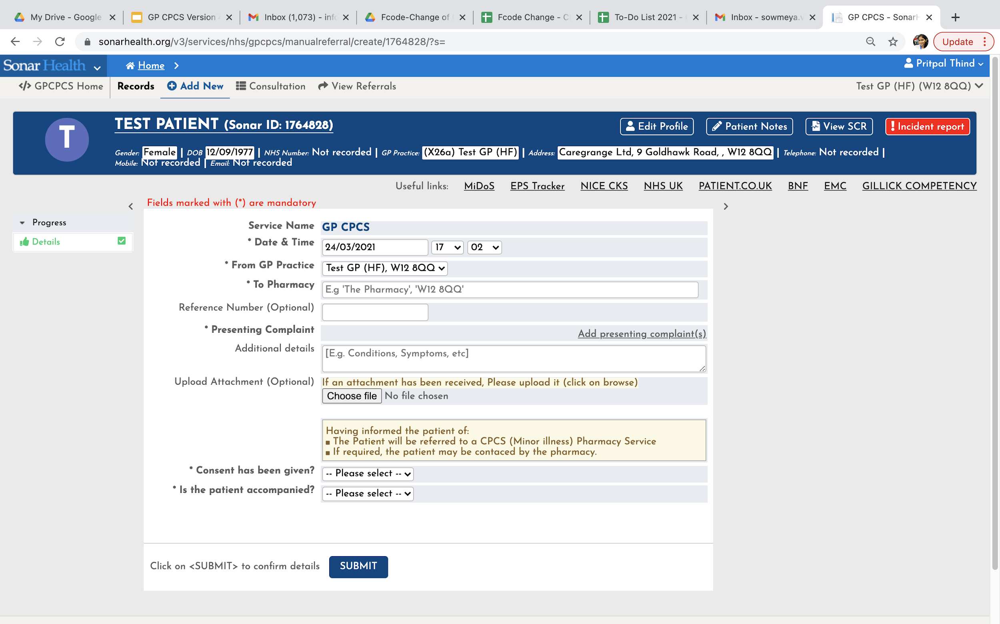 My Drive - Google
GP CPCS Version
Inbox (1,073) - info
Fcode-Change of
Fcode Change - C
To-Do List 2021 -
Inbox - sowmeya.v
GP CPCS - SonarH
sonarhealth.org/v3/services/nhs/gpcpcs/manualreferral/create/1764828/?s=
Update
Sonar Health
Home
Pritpal Thind
</> GPCPCS Home
Records
Add New
Consultation
View Referrals
Test GP (HF) (W12 8QQ)
T
TEST PATIENT (Sonar ID: 1764828)
Edit Profile
Patient Notes
View SCR
! Incident report
Gender: Female | DOB 12/09/1977 | NHS Number: Not recorded | GP Practice: (X26a) Test GP (HF) | Address: Caregrange Ltd, 9 Goldhawk Road, , W12 8QQ | Telephone: Not recorded |
Mobile: Not recorded | Email: Not recorded
Useful links: MiDoS EPS Tracker NICE CKS NHS UK PATIENT.CO.UK BNF EMC GILLICK COMPETENCY
Fields marked with (*) are mandatory
Progress
Details
Service Name GP CPCS
* Date & Time 24/03/2021 17 02
* From GP Practice Test GP (HF), W12 8QQ
* To Pharmacy E.g 'The Pharmacy', 'W12 8QQ'
Reference Number (Optional)
* Presenting Complaint Add presenting complaint(s)
Additional details [E.g. Conditions, Symptoms, etc]
Upload Attachment (Optional) If an attachment has been received, Please upload it (click on browse)
Choose file No file chosen
Having informed the patient of:
▪ The Patient will be referred to a CPCS (Minor illness) Pharmacy Service
▪ If required, the patient may be contaced by the pharmacy.
* Consent has been given? -- Please select --
* Is the patient accompanied? -- Please select --
Click on <SUBMIT> to confirm details SUBMIT